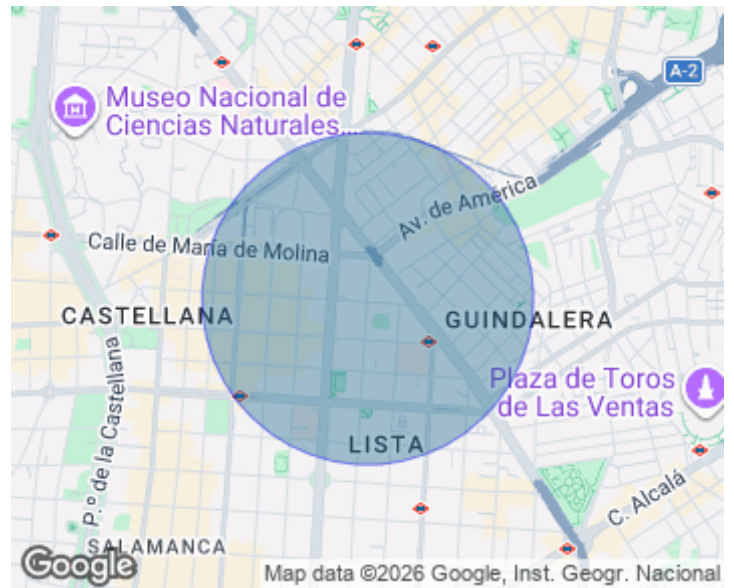 A-2
Museo Nacional de
Ciencias Naturales...
Av. de América
Calle de María de Molina
CASTELLANA
GUINDALERA
Plaza de Toros
de Las Ventas
P.º de la Castellana
LISTA
C. Alcalá
SALAMANCA
Google
Map data ©2026 Google, Inst. Geogr. Nacional